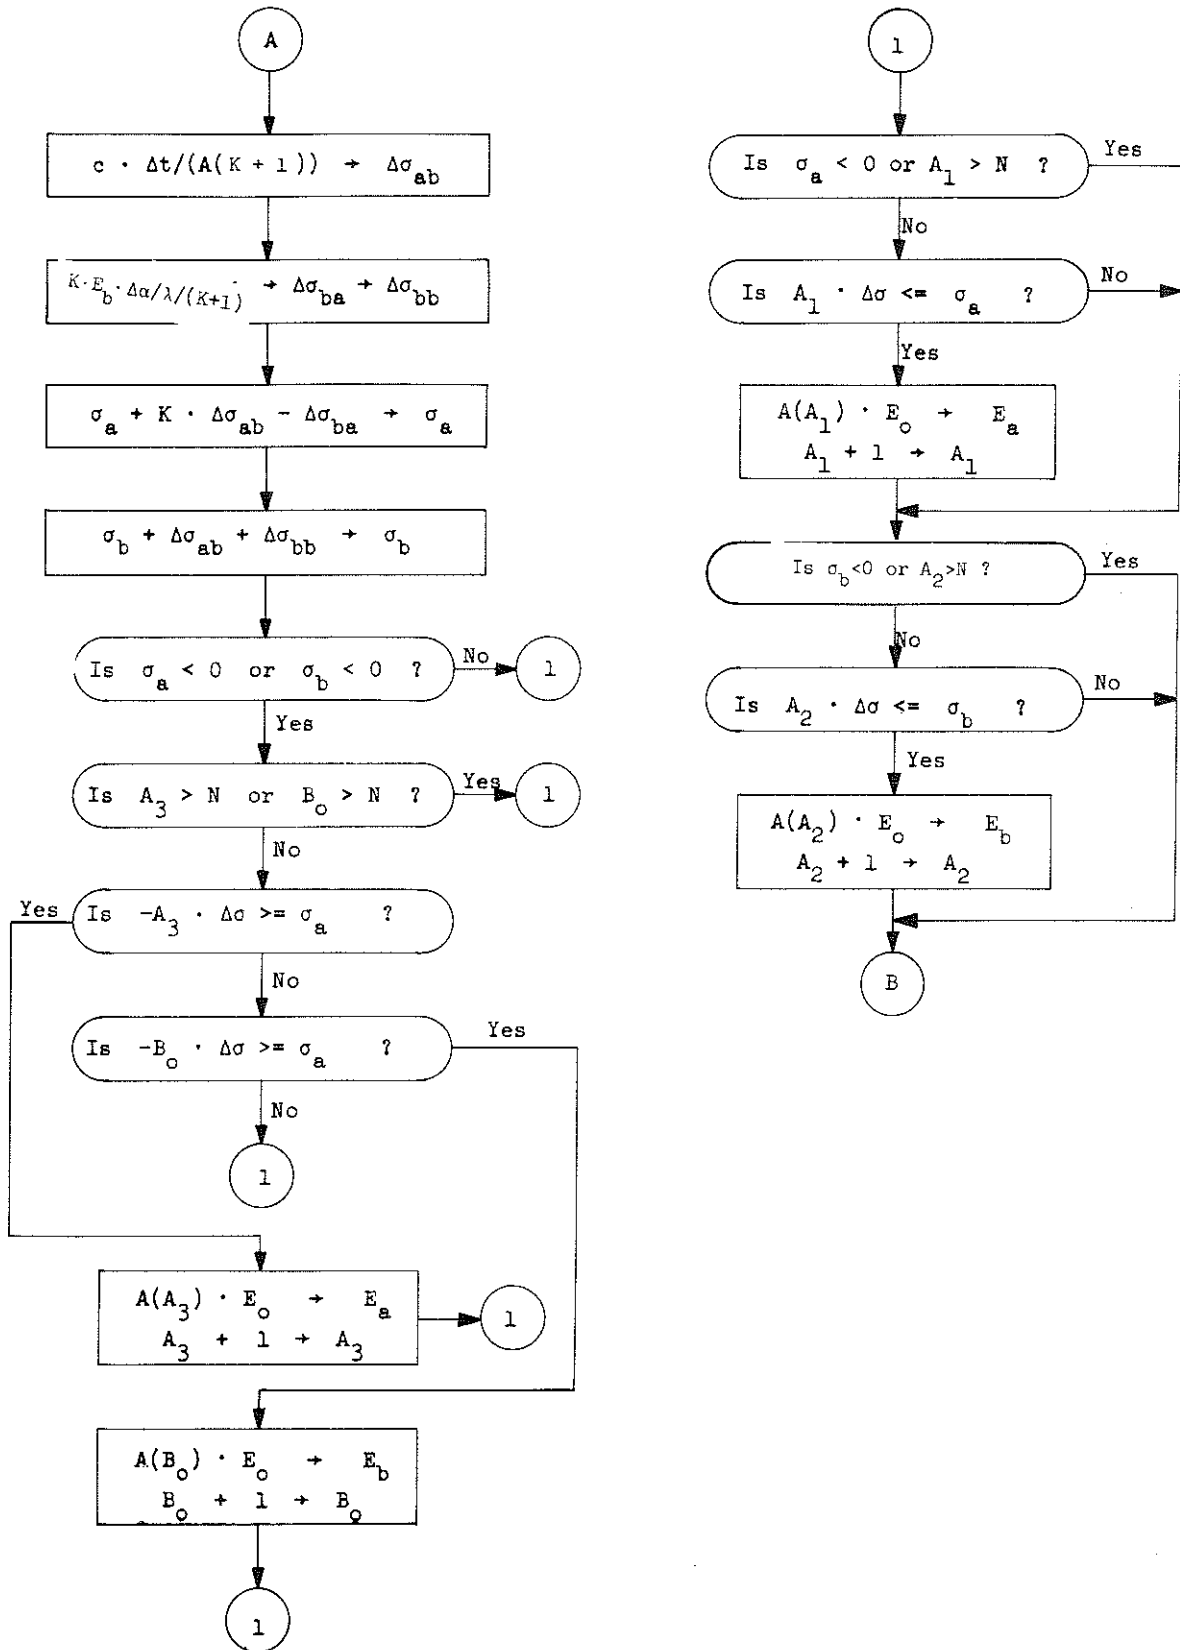 A
c · Δt/(A(K + 1)) → Δσab
K·Eb·Δα/λ/(K+1) → Δσba → Δσbb
σa + K · Δσab − Δσba → σa
σb + Δσab + Δσbb → σb
Is σa < 0 or σb < 0 ?
No
1
Yes
Is A3 > N or Bo > N ?
Yes
1
No
Is -A3 · Δσ >= σa ?
Yes
No
Is -Bo · Δσ >= σa ?
Yes
No
1
A(A3) · Eo → Ea
A3 + 1 → A3
1
A(Bo) · Eo → Eb
Bo + 1 → Bo
1
1
Is σa < 0 or A1 > N ?
Yes
No
Is A1 · Δσ <= σa ?
No
Yes
A(A1) · Eo → Ea
A1 + 1 → A1
Is σb<0 or A2>N ?
Yes
No
Is A2 · Δσ <= σb ?
No
Yes
A(A2) · Eo → Eb
A2 + 1 → A2
B